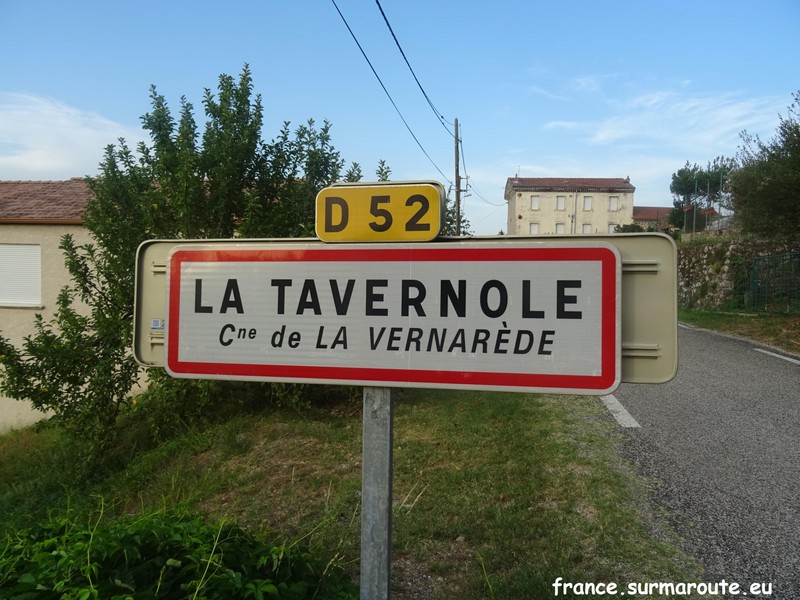 D 52
LA TAVERNOLE
Cne de LA VERNARÈDE
france.surmaroute.eu